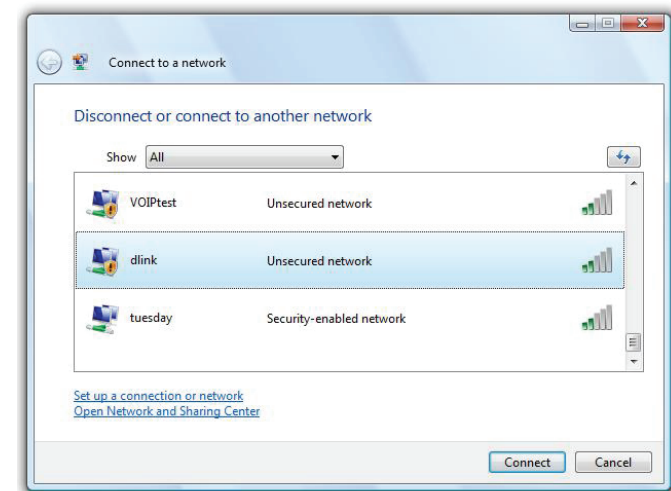 Connect to a network
Disconnect or connect to another network
Show All
VOIPtest Unsecured network
dlink Unsecured network
tuesday Security-enabled network
Set up a connection or network
Open Network and Sharing Center
Connect Cancel